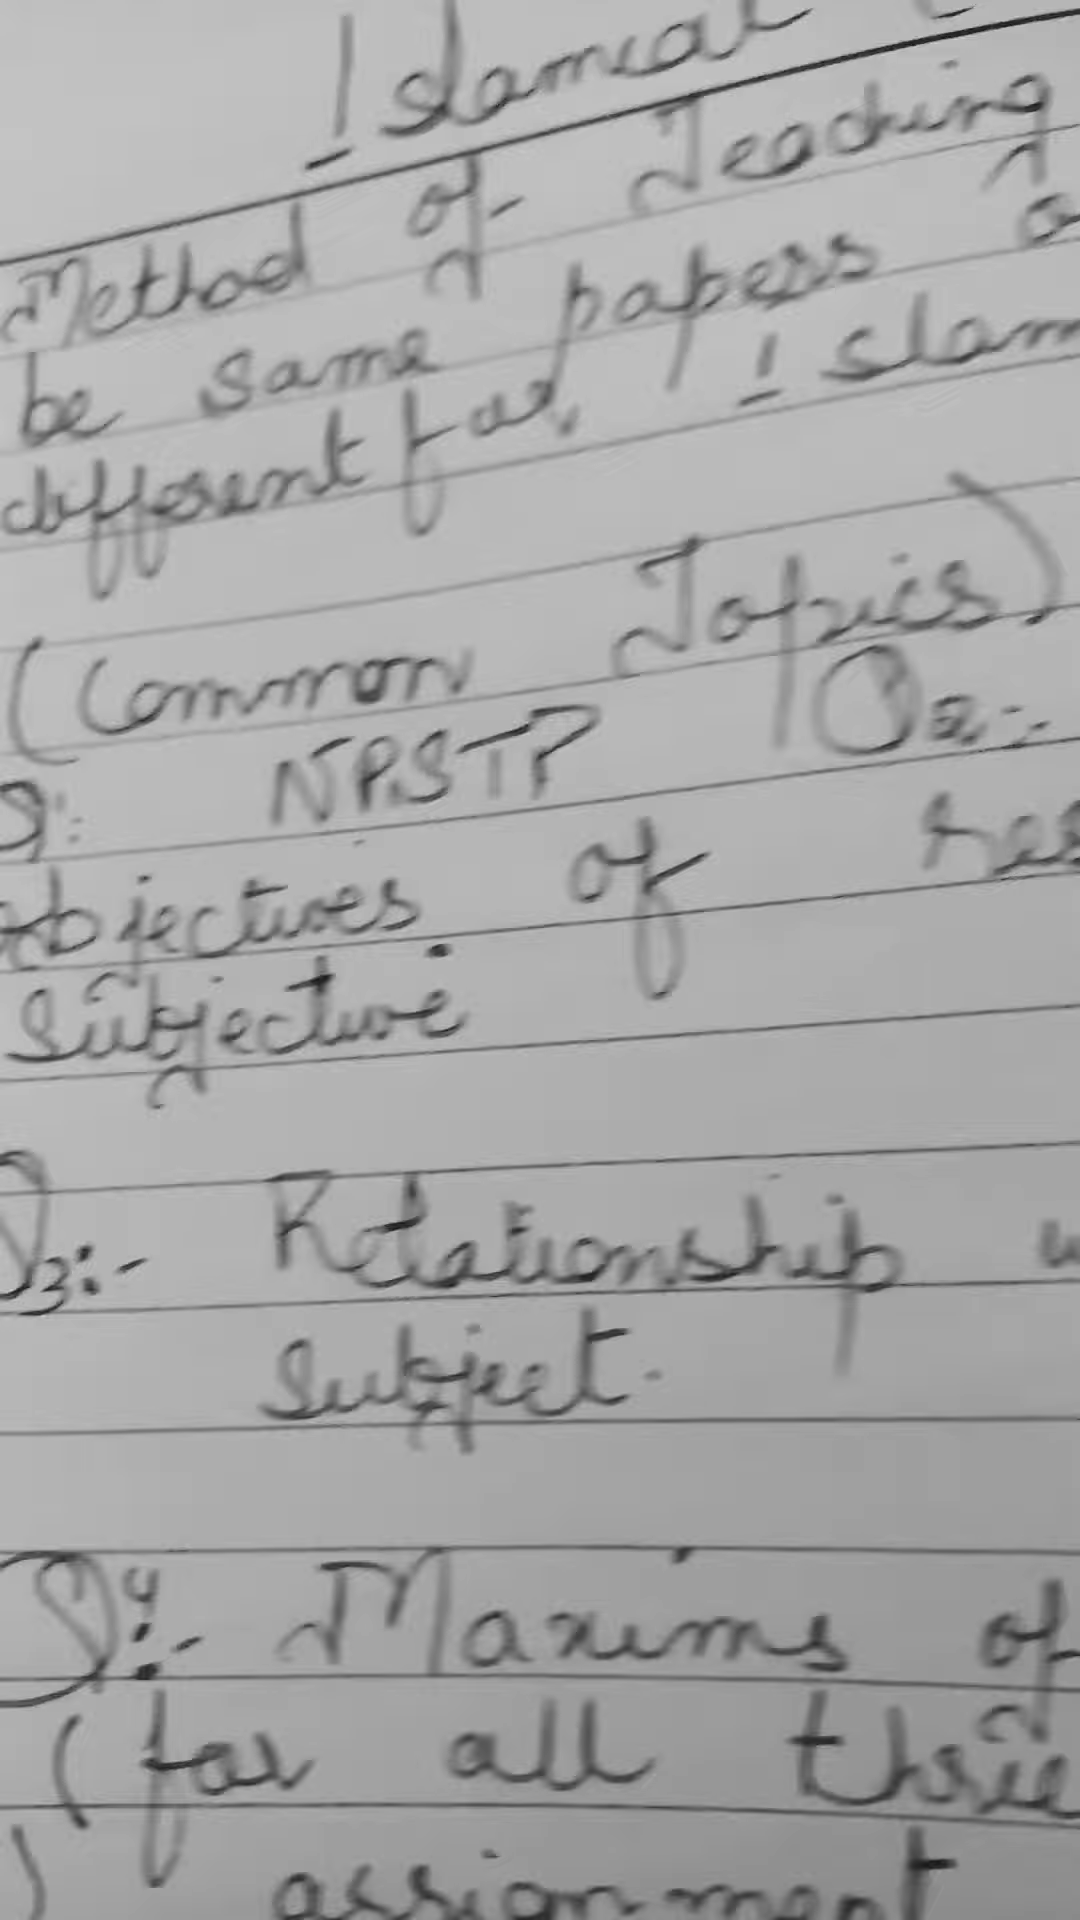 Islamiat
Method of Teaching
be same papers
different for, Islam
(Common Topics)
NPSTP Q2:-
Objectives of
Subjective
Q3:- Relationship
Subject.
Q4:- Maxims of
(for all three
) assignment